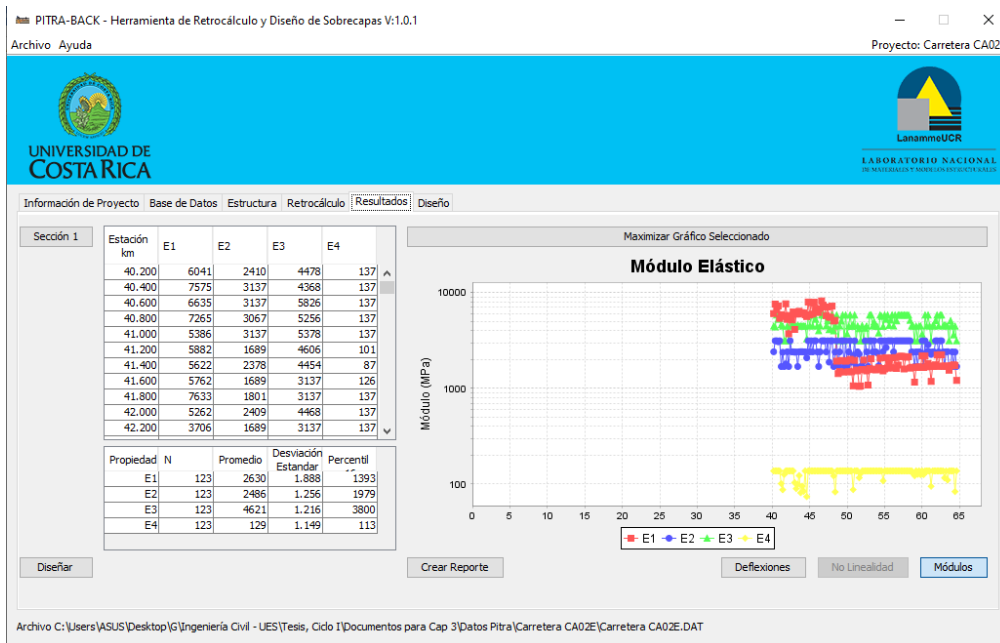 PITRA-BACK - Herramienta de Retrocálculo y Diseño de Sobrecapas V:1.0.1
Archivo Ayuda
Proyecto: Carretera CA02
UNIVERSIDAD DE
COSTA RICA
LanammeUCR
LABORATORIO NACIONAL
DE MATERIALES Y MODELOS ESTRUCTURALES
Información de Proyecto Base de Datos Estructura Retrocálculo Resultados Diseño
Sección 1
Estación km E1 E2 E3 E4
40.200 6041 2410 4478 137
40.400 7575 3137 4368 137
40.600 6635 3137 5826 137
40.800 7265 3067 5256 137
41.000 5386 3137 5378 137
41.200 5882 1689 4606 101
41.400 5622 2378 4454 87
41.600 5762 1689 3137 126
41.800 7633 1801 3137 137
42.000 5262 2409 4468 137
42.200 3706 1689 3137 137
Propiedad N Promedio Desviación Estandar Percentil
E1 123 2630 1.888 1393
E2 123 2486 1.256 1979
E3 123 4621 1.216 3800
E4 123 129 1.149 113
Maximizar Gráfico Seleccionado
Módulo Elástico
Módulo (MPa)
10000
1000
100
0 5 10 15 20 25 30 35 40 45 50 55 60 65
E1 E2 E3 E4
Diseñar
Crear Reporte
Deflexiones
No Linealidad
Módulos
Archivo C:\Users\ASUS\Desktop\G\Ingeniería Civil - UES\Tesis, Ciclo I\Documentos para Cap 3\Datos Pitra\Carretera CA02E\Carretera CA02E.DAT